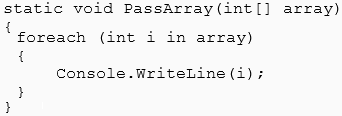 static void PassArray(int[] array)
{
foreach (int i in array)
{
Console.WriteLine(i);
}
}